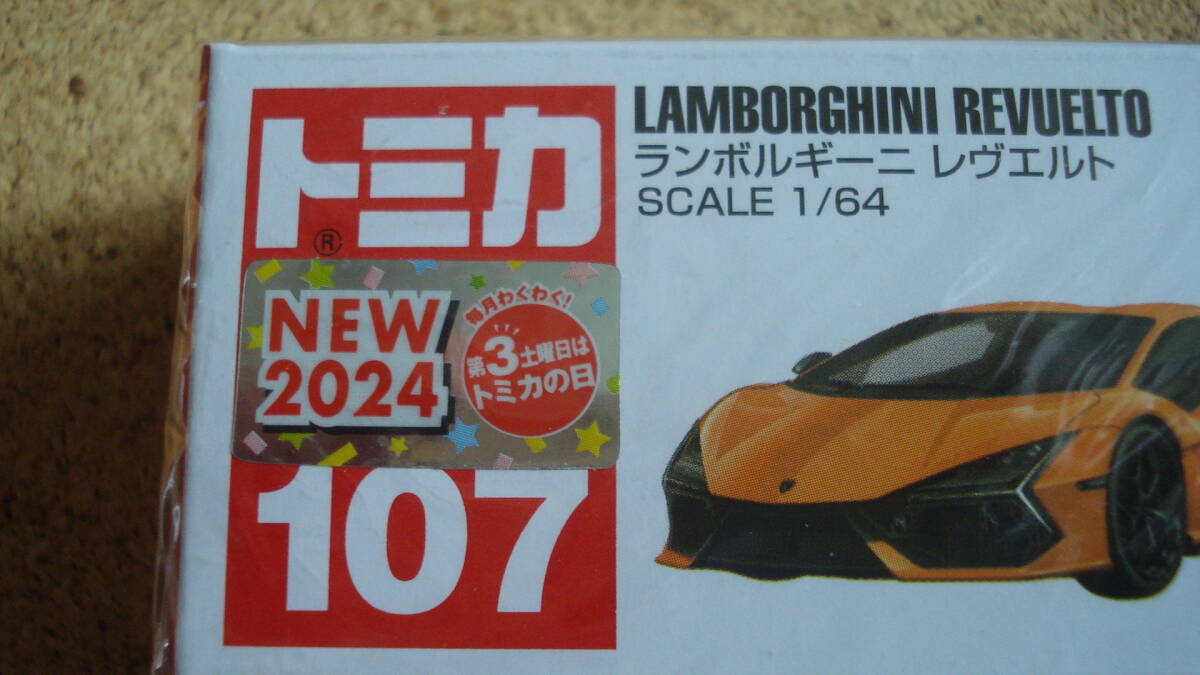 トミカ
®
NEW
2024
毎月わくわく!
第3土曜日は
トミカの日
107
LAMBORGHINI REVUELTO
ランボルギーニ レヴエルト
SCALE 1/64